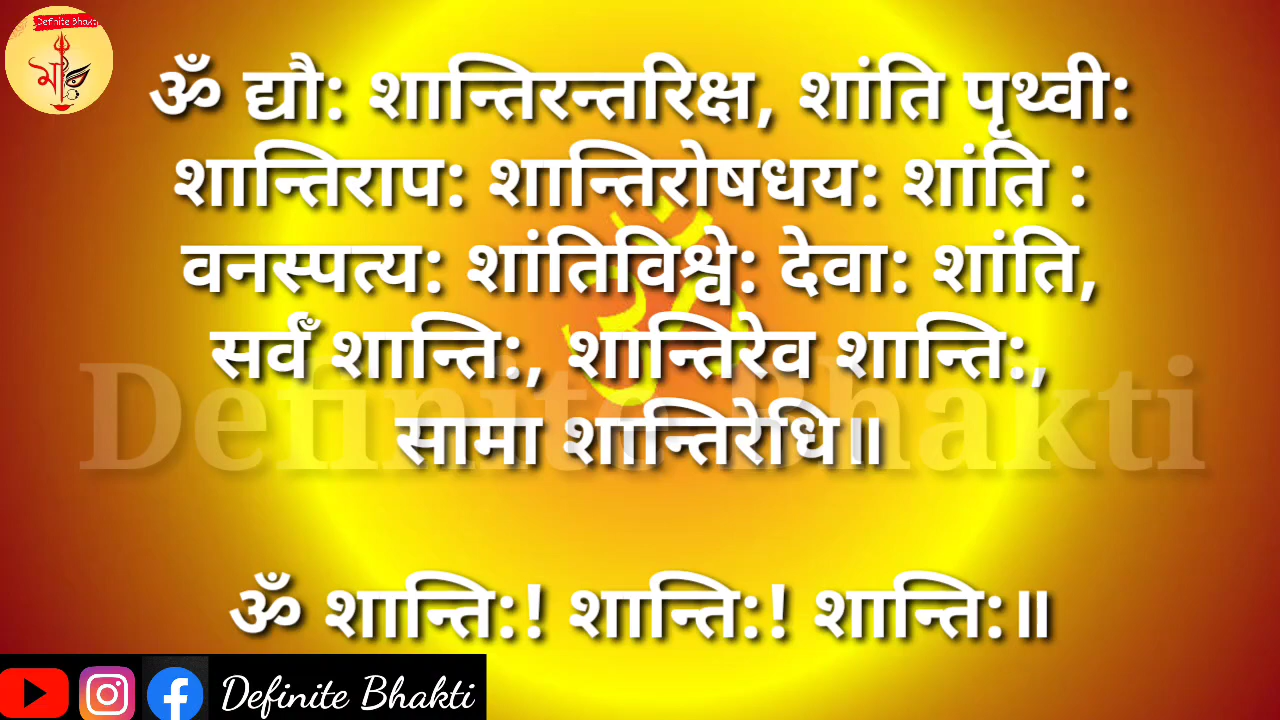 Definite Bhakti
माँ
ॐ द्यौ: शान्तिरन्तरिक्ष, शांति पृथ्वी:
शान्तिराप: शान्तिरोषधय: शांति :
वनस्पत्य: शांतिविश्वे: देवा: शांति,
सर्वँ शान्ति:, शान्तिरेव शान्ति:,
सामा शान्तिरेधि॥
ॐ
Definite Bhakti
ॐ शान्ति:! शान्ति:! शान्ति:॥
Definite Bhakti